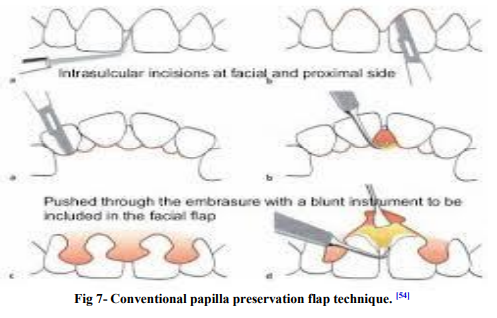 a
b
Intrasulcular incisions at facial and proximal side
a
b
Pushed through the embrasure with a blunt instrument to be
included in the facial flap
c
d
Fig 7- Conventional papilla preservation flap technique. [54]